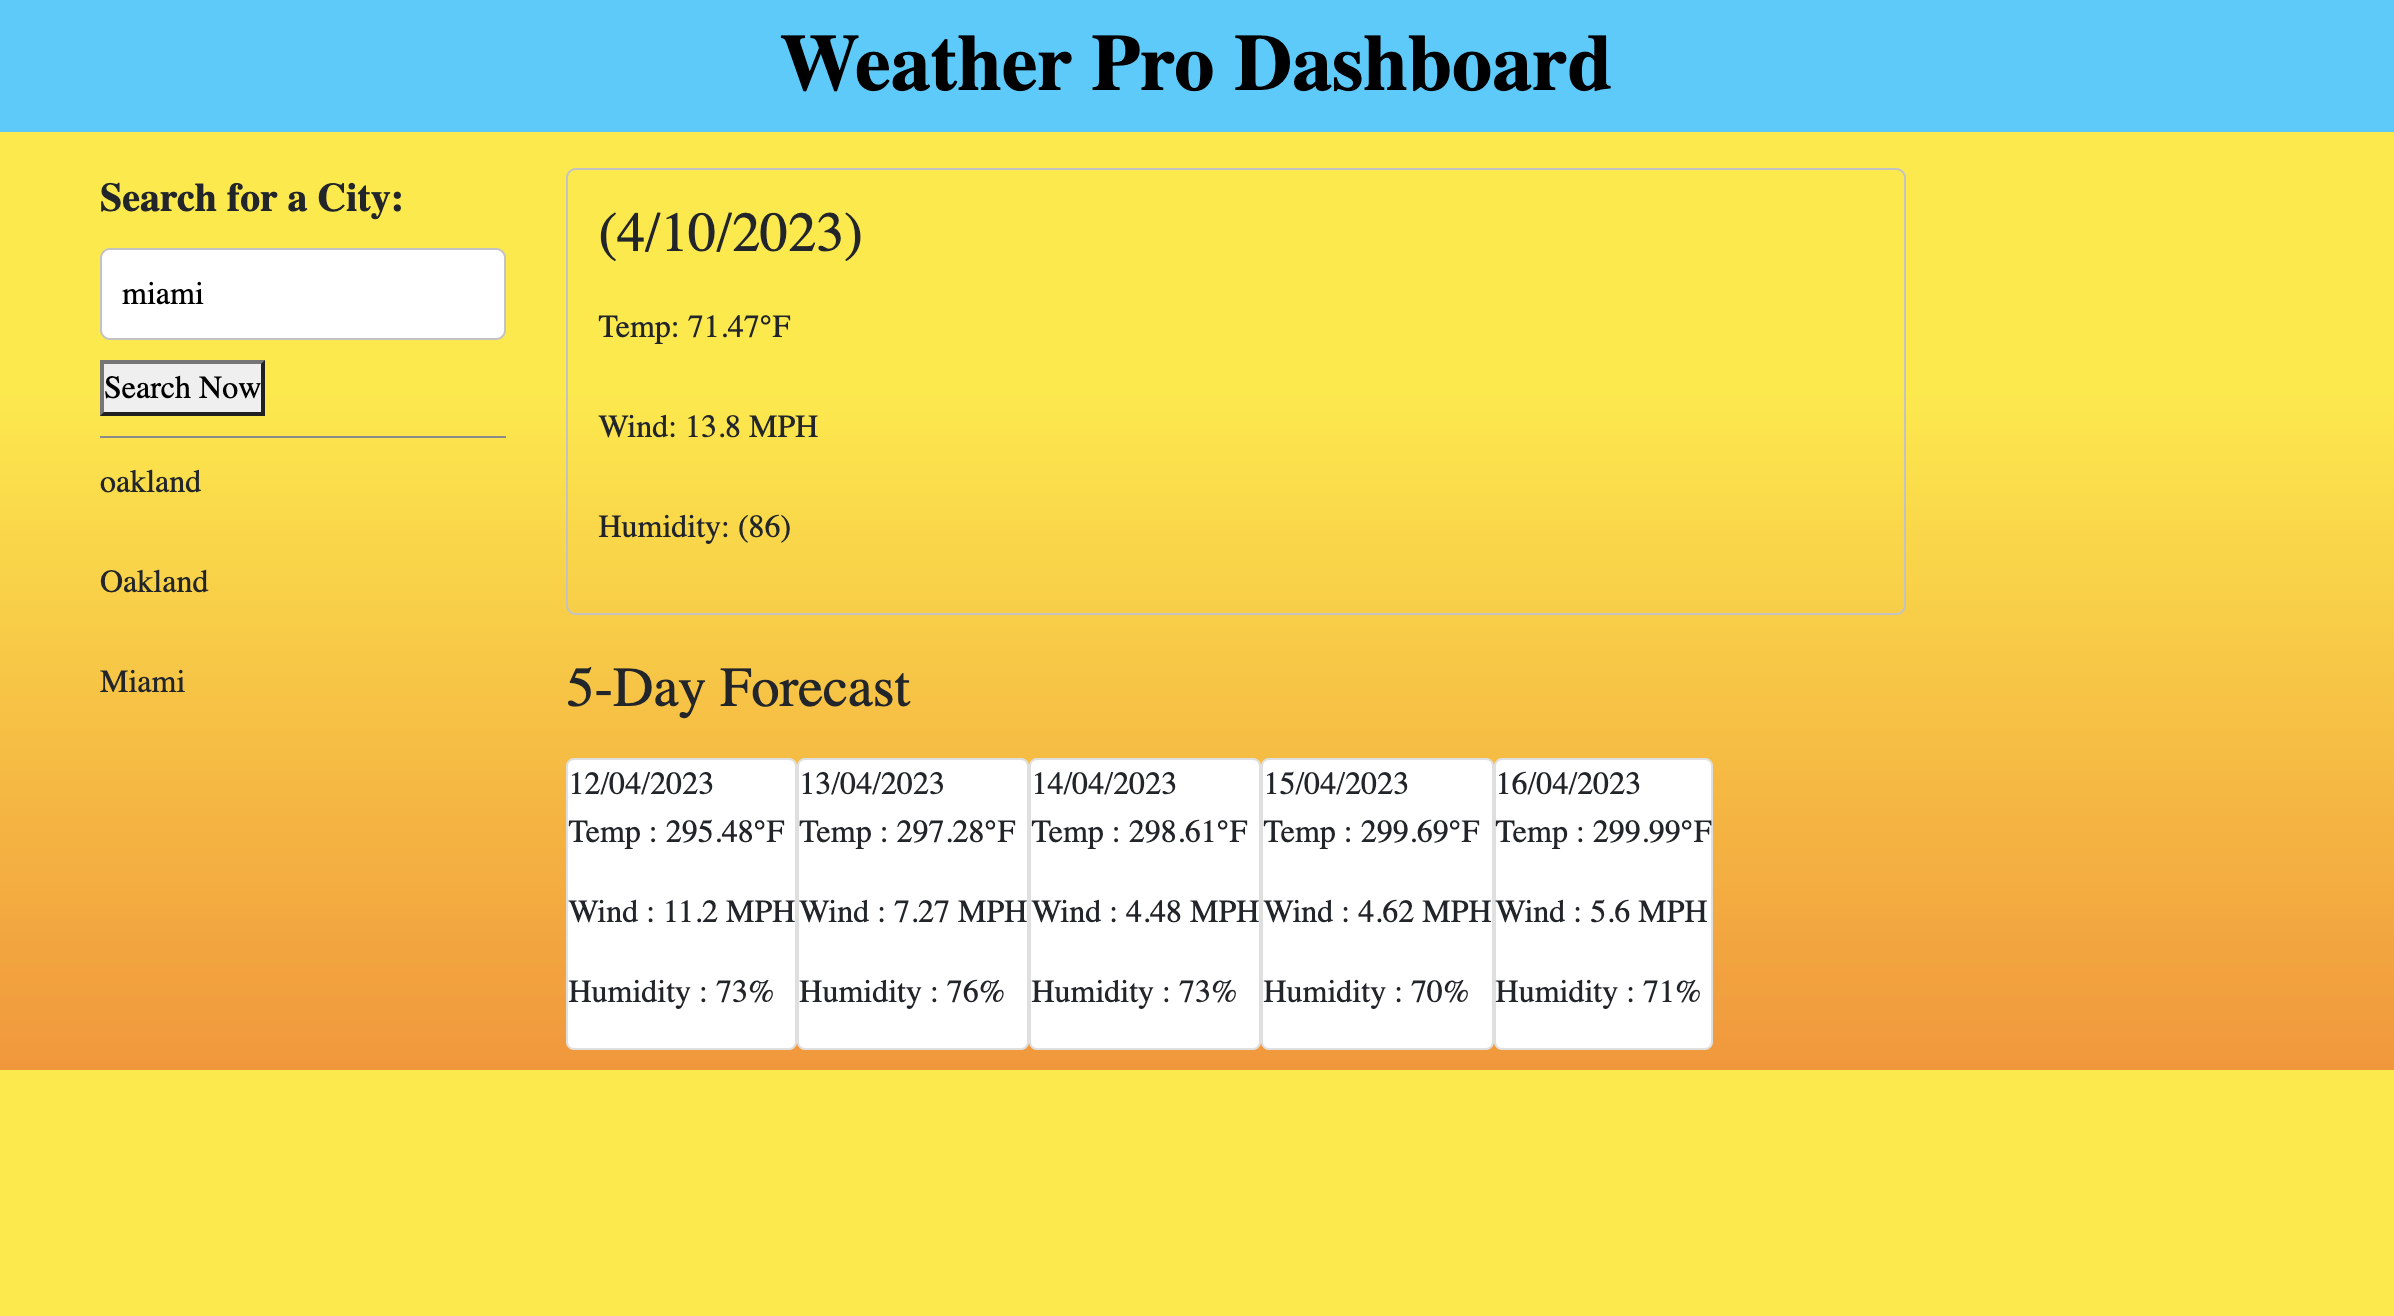 Weather Pro Dashboard
Search for a City:
miami
Search Now
oakland
Oakland
Miami
(4/10/2023)
Temp: 71.47°F
Wind: 13.8 MPH
Humidity: (86)
5-Day Forecast
12/04/2023
Temp : 295.48°F
Wind : 11.2 MPH
Humidity : 73%
13/04/2023
Temp : 297.28°F
Wind : 7.27 MPH
Humidity : 76%
14/04/2023
Temp : 298.61°F
Wind : 4.48 MPH
Humidity : 73%
15/04/2023
Temp : 299.69°F
Wind : 4.62 MPH
Humidity : 70%
16/04/2023
Temp : 299.99°F
Wind : 5.6 MPH
Humidity : 71%